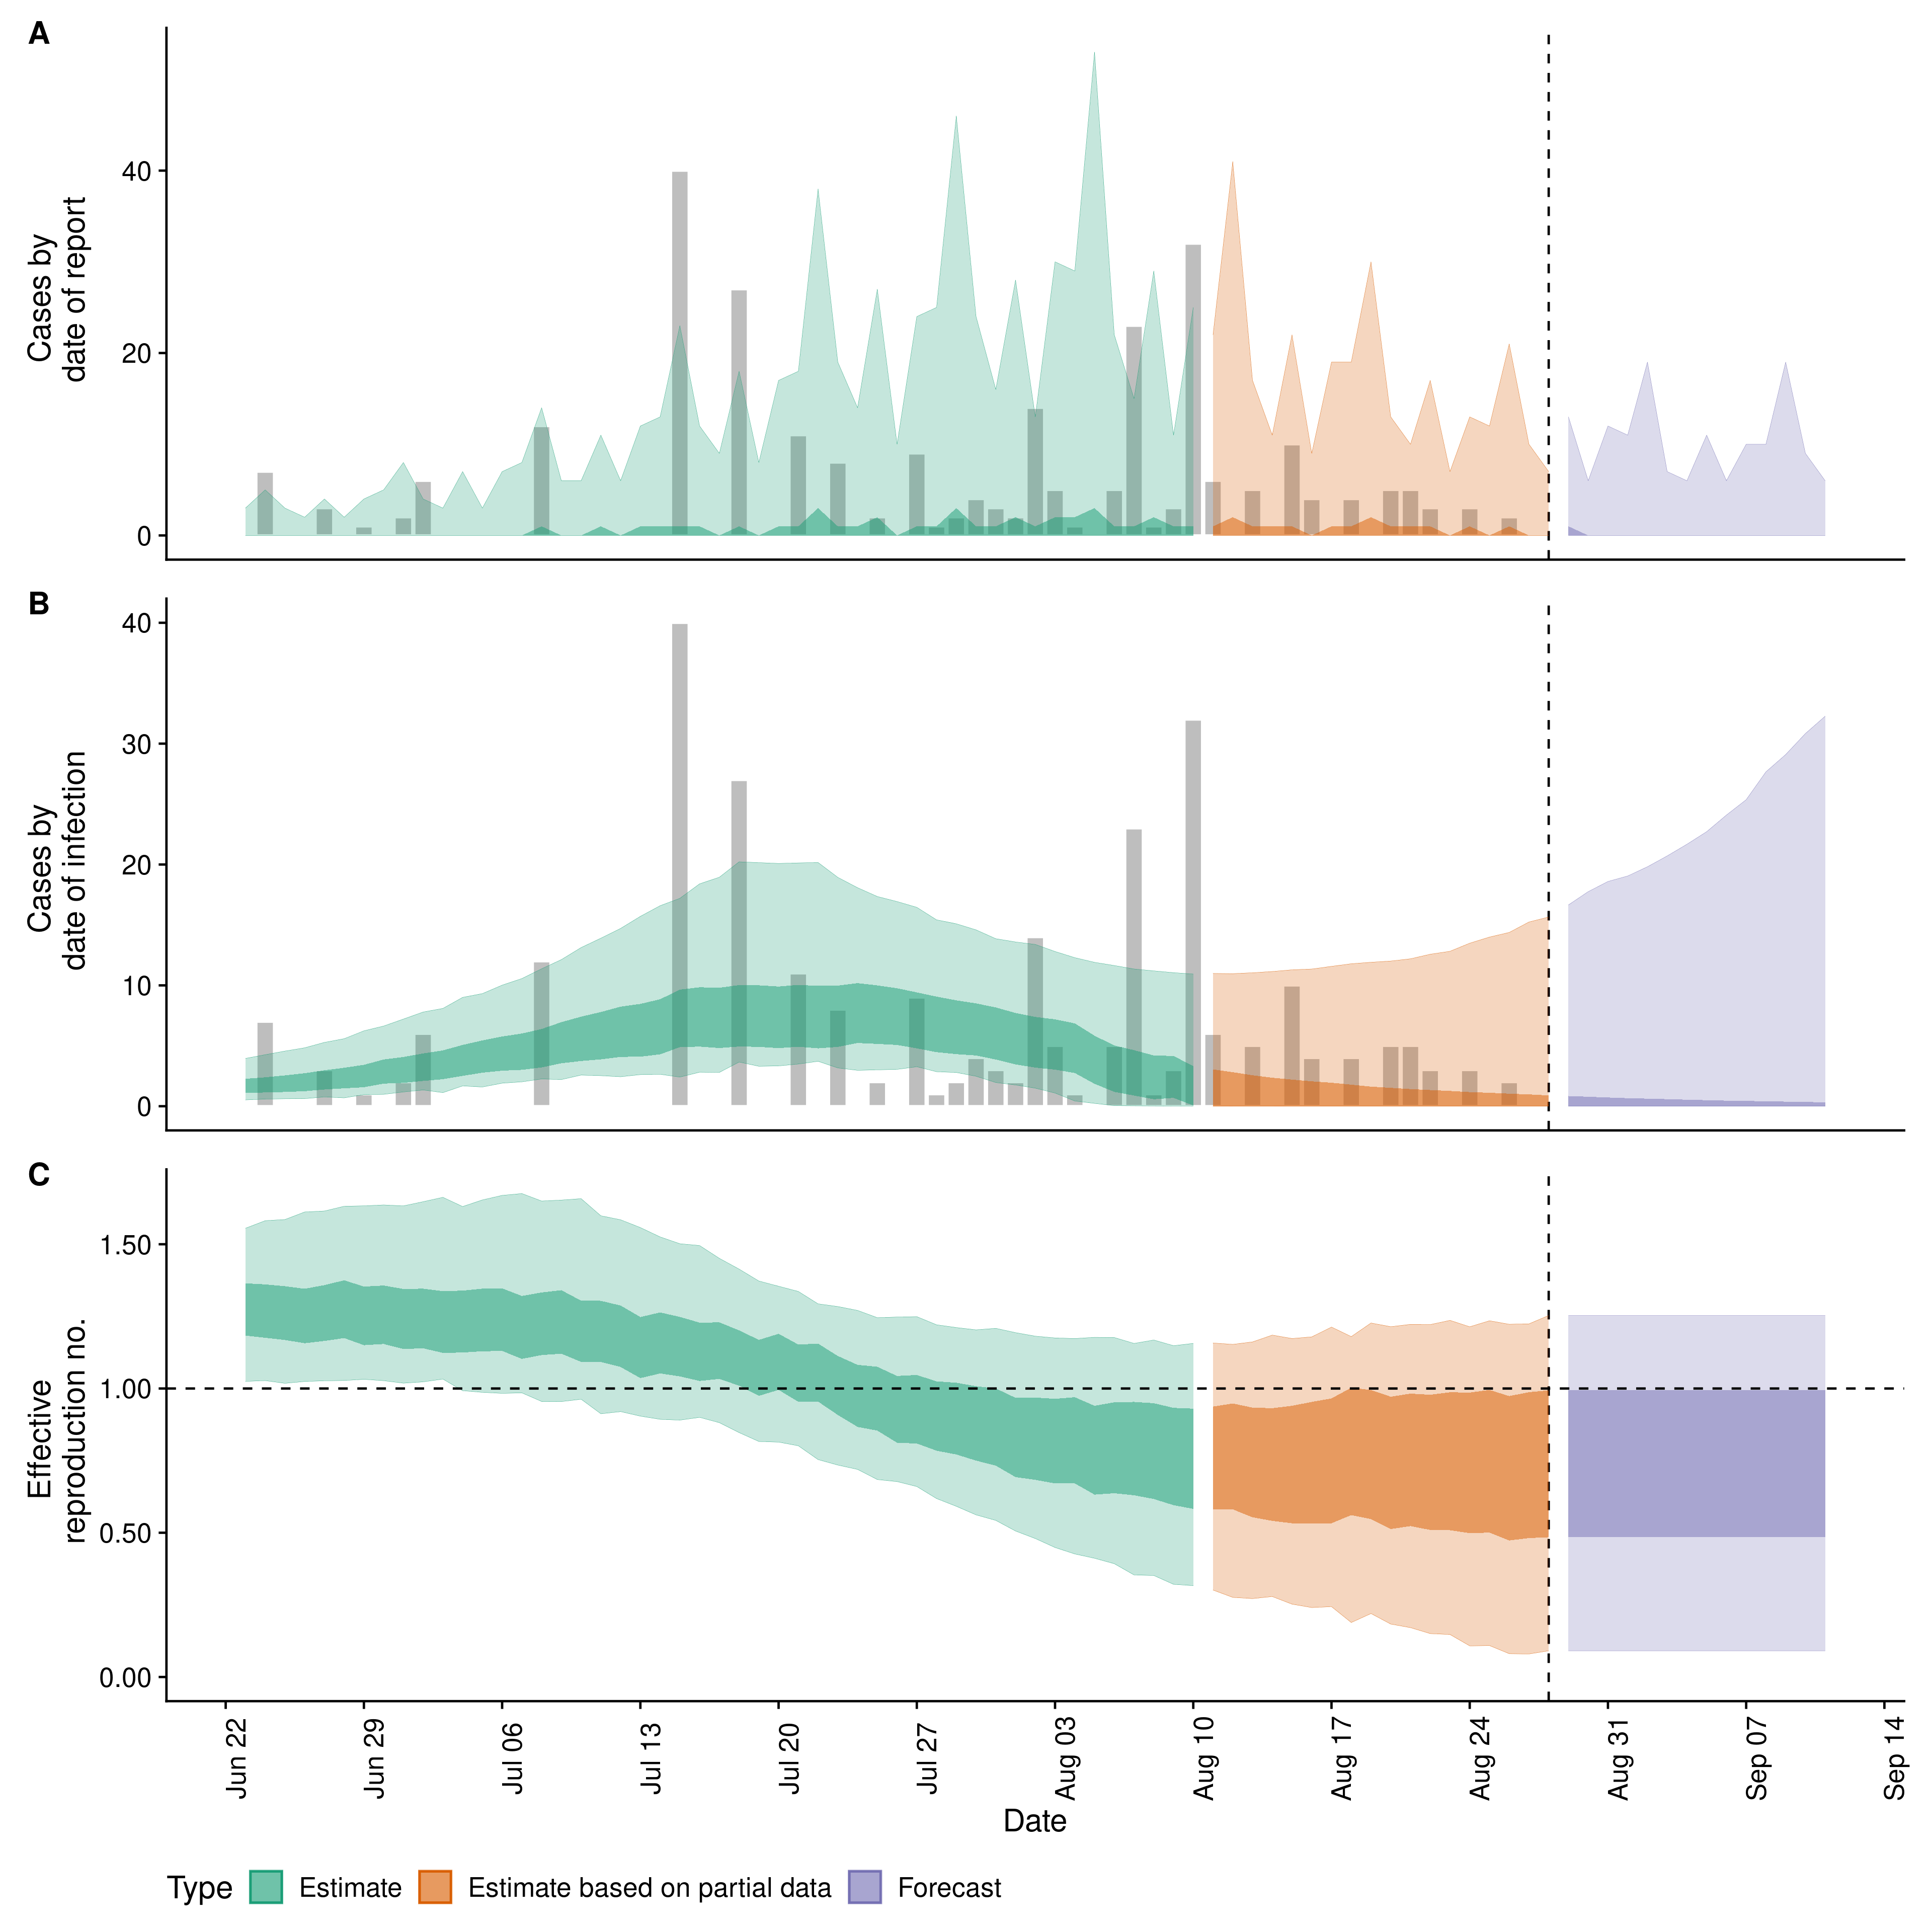 A
Cases by
date of report
40
20
0
B
Cases by
date of infection
40
30
20
10
0
C
Effective
reproduction no.
1.50
1.00
0.50
0.00
Jun 22
Jun 29
Jul 06
Jul 13
Jul 20
Jul 27
Aug 03
Aug 10
Aug 17
Aug 24
Aug 31
Sep 07
Sep 14
Date
Type Estimate Estimate based on partial data Forecast